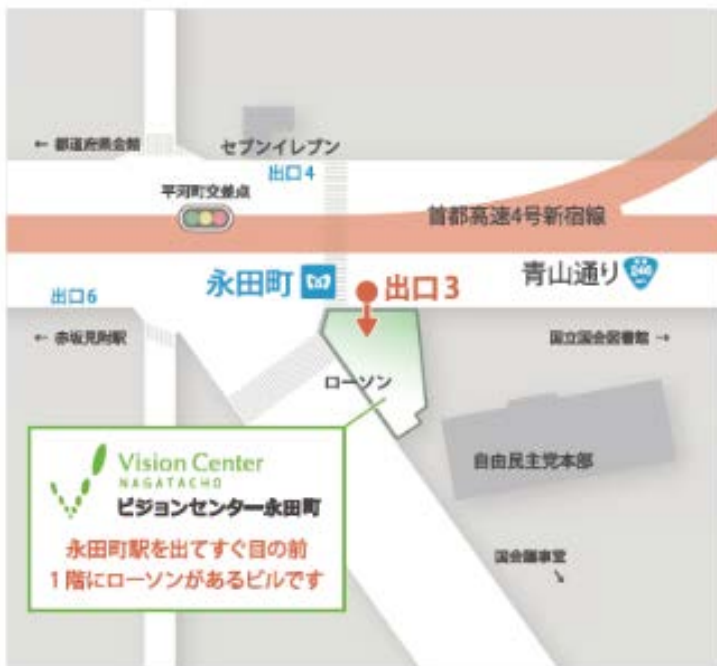 ← 都道府県会館
セブンイレブン
出口4
平河町交差点
首都高速4号新宿線
永田町
出口3
青山通り
246
出口6
← 赤坂見附駅
国立国会図書館 →
ローソン
自由民主党本部
国会議事堂
↘
Vision Center
NAGATACHO
ビジョンセンター永田町
永田町駅を出てすぐ目の前
1階にローソンがあるビルです